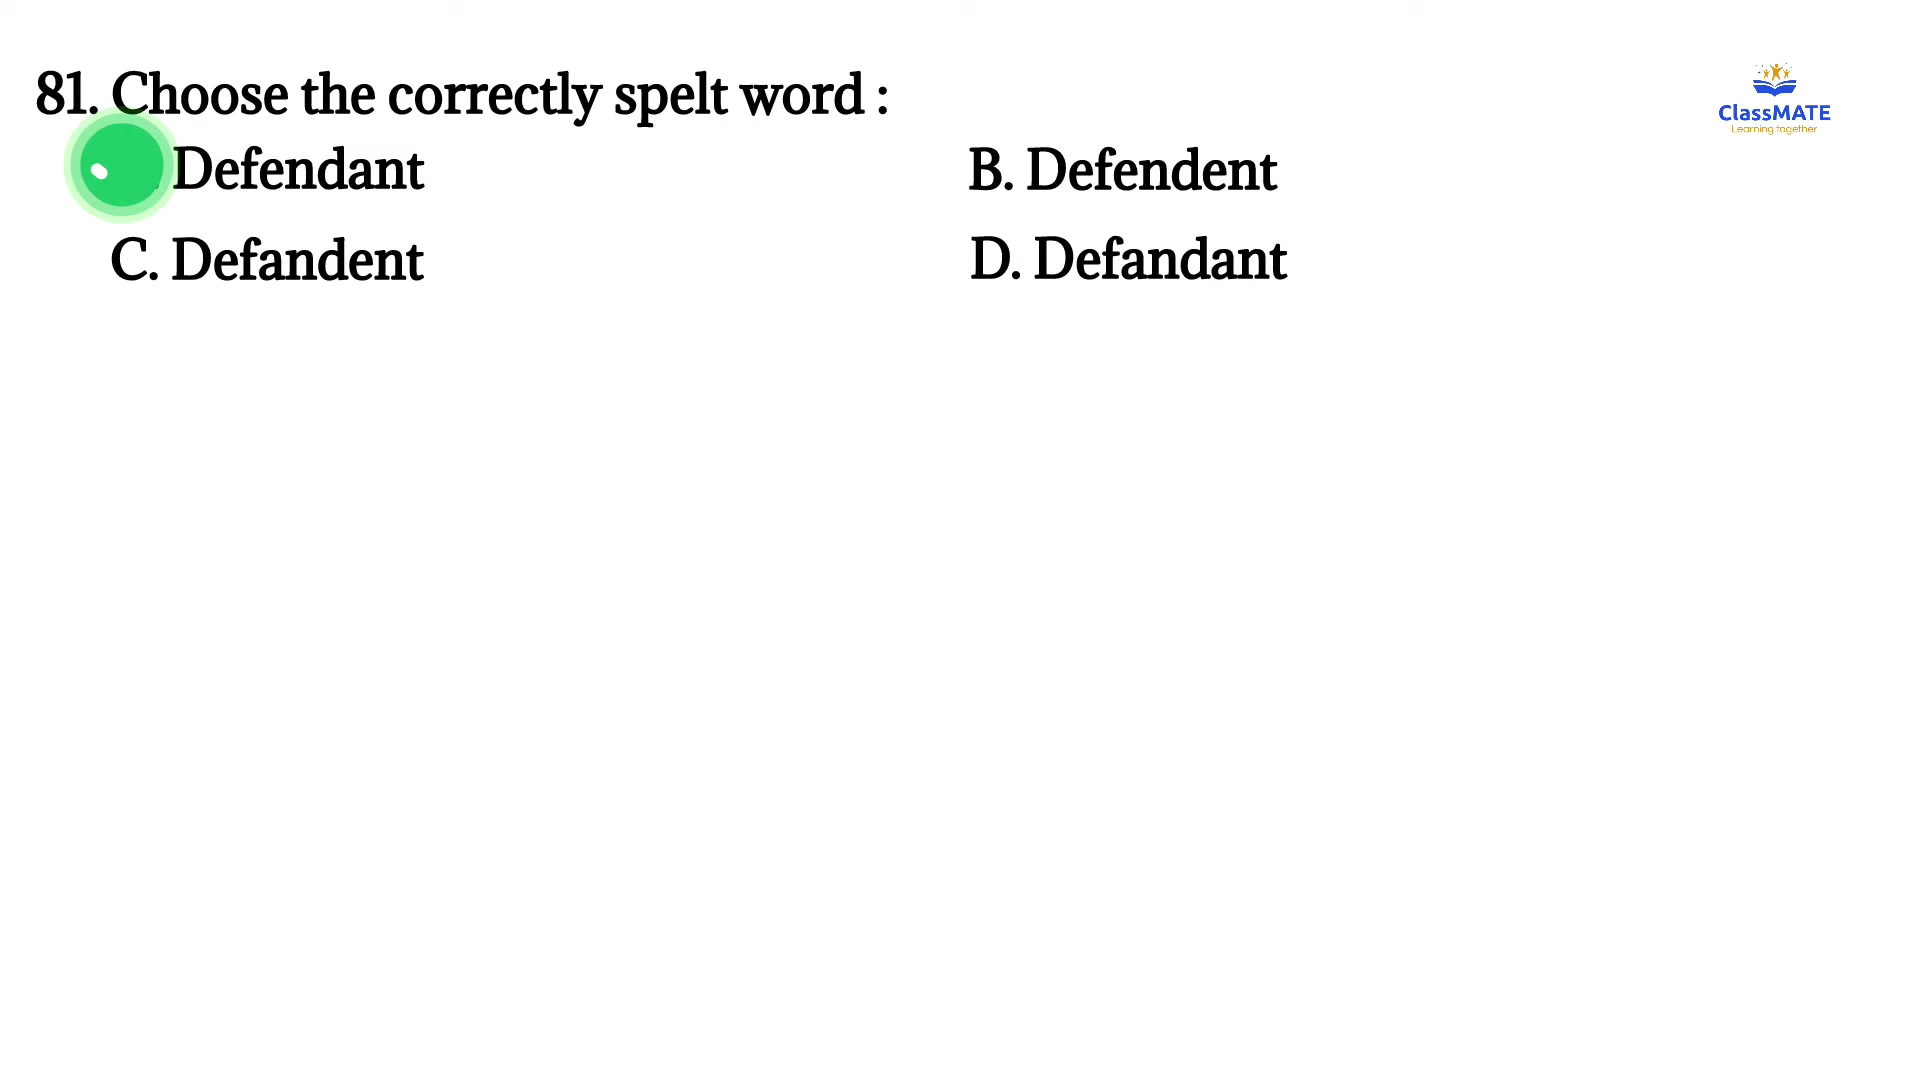 81. Choose the correctly spelt word :
ClassMATE
Learning together
. Defendant
B. Defendent
C. Defandent
D. Defandant